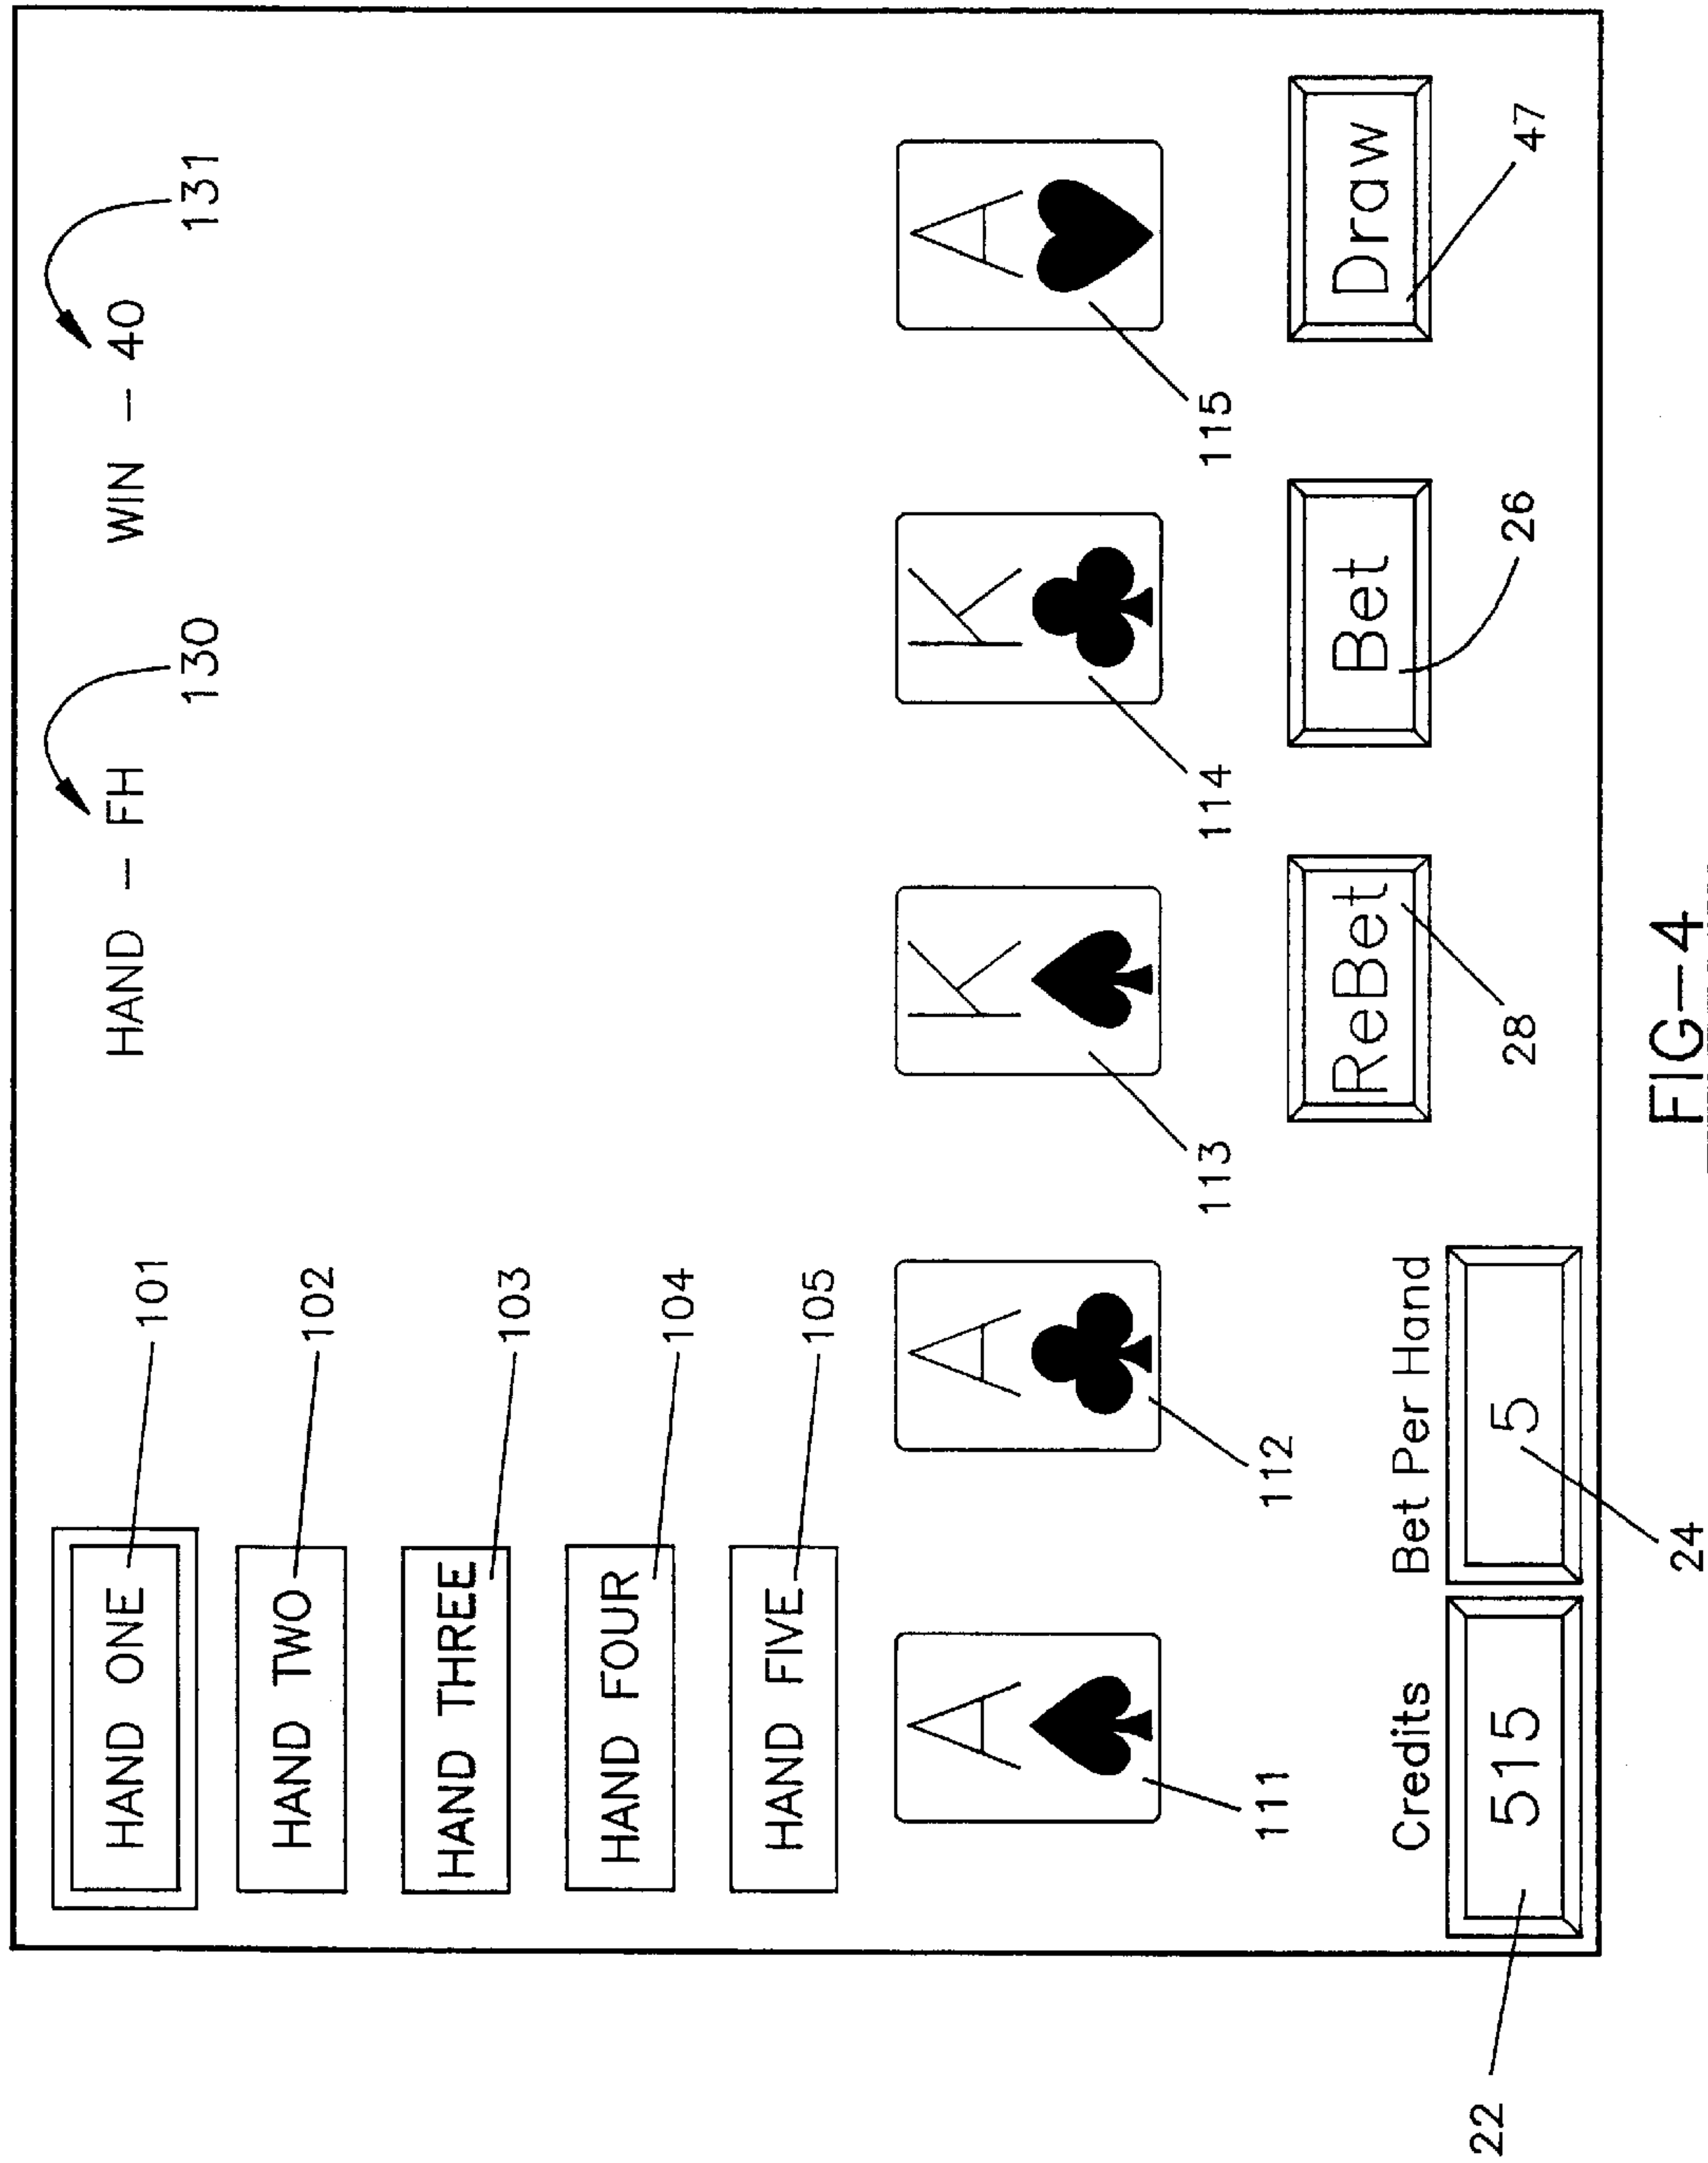 HAND ONE
101
HAND — FH
130
WIN — 40
131
HAND TWO
102
HAND THREE
103
HAND FOUR
104
HAND FIVE
105
A
A
K
K
A
111
112
113
114
115
Credits
Bet Per Hand
ReBet
Bet
Draw
515
5
22
24
28
26
47
FIG-4